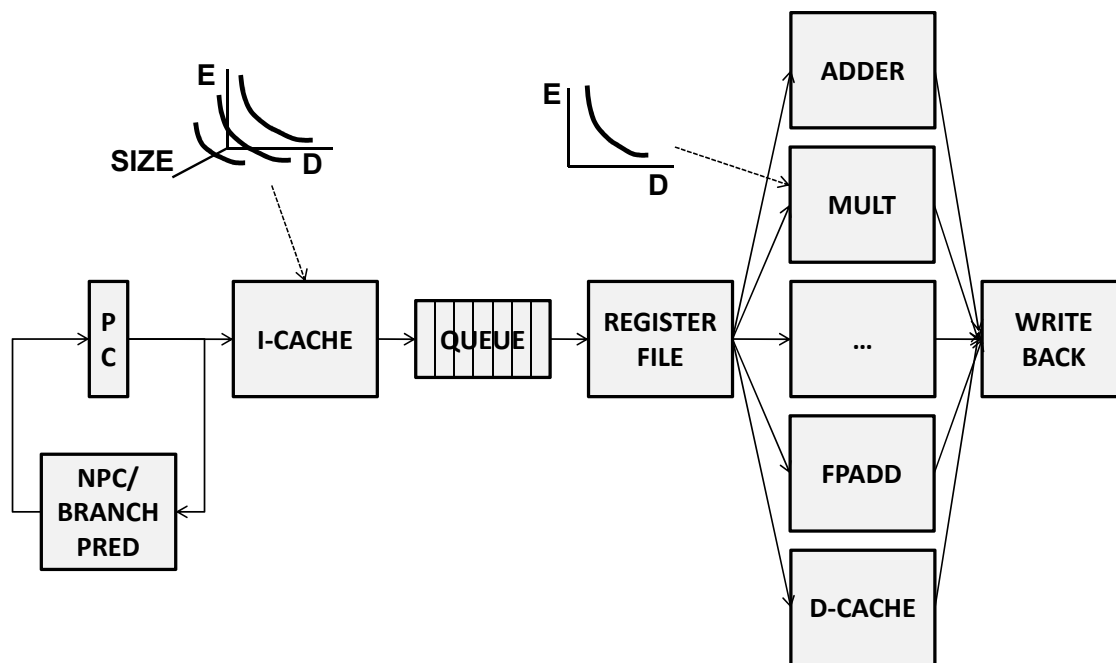 E
D
SIZE
E
D
ADDER
MULT
P
C
I-CACHE
QUEUE
REGISTER
FILE
...
WRITE
BACK
NPC/
BRANCH
PRED
FPADD
D-CACHE